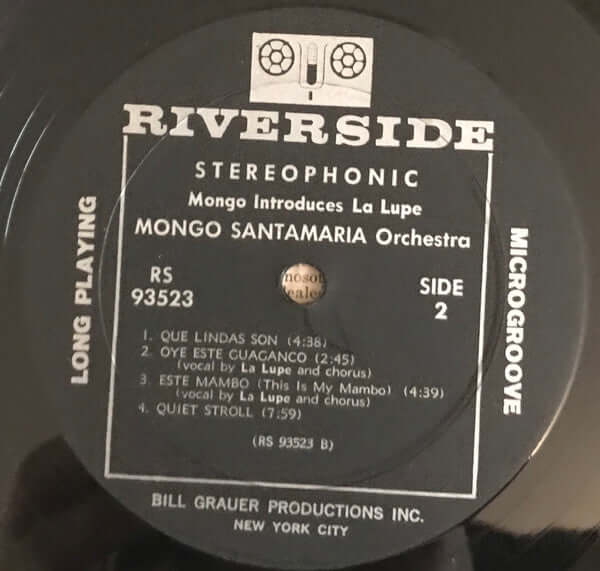 RIVERSIDE
STEREOPHONIC
Mongo Introduces La Lupe
MONGO SANTAMARIA Orchestra
RS
93523
SIDE
2
LONG PLAYING
MICROGROOVE
1. QUE LINDAS SON (4:38)
2. OYE ESTE GUAGANCO (2:45)
(vocal by La Lupe and chorus)
3. ESTE MAMBO (This Is My Mambo) (4:39)
(vocal by La Lupe and chorus)
4. QUIET STROLL (7:59)
(RS 93523 B)
BILL GRAUER PRODUCTIONS INC.
NEW YORK CITY